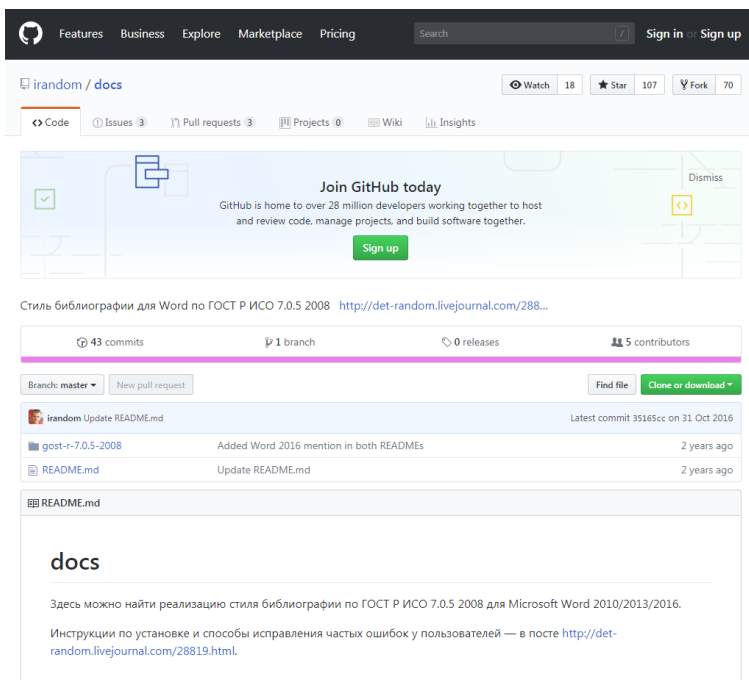 Features Business Explore Marketplace Pricing Search / Sign in or Sign up
irandom / docs Watch 18 Star 107 Fork 70
Code Issues 3 Pull requests 3 Projects 0 Wiki Insights
Dismiss
Join GitHub today
GitHub is home to over 28 million developers working together to host
and review code, manage projects, and build software together.
Sign up
Стиль библиографии для Word по ГОСТ Р ИСО 7.0.5 2008 http://det-random.livejournal.com/288...
43 commits 1 branch 0 releases 5 contributors
Branch: master New pull request Find file Clone or download
irandom Update README.md Latest commit 35165cc on 31 Oct 2016
gost-r-7.0.5-2008 Added Word 2016 mention in both READMEs 2 years ago
README.md Update README.md 2 years ago
README.md
docs
Здесь можно найти реализацию стиля библиографии по ГОСТ Р ИСО 7.0.5 2008 для Microsoft Word 2010/2013/2016.
Инструкции по установке и способы исправления частых ошибок у пользователей — в посте http://det-
random.livejournal.com/28819.html.